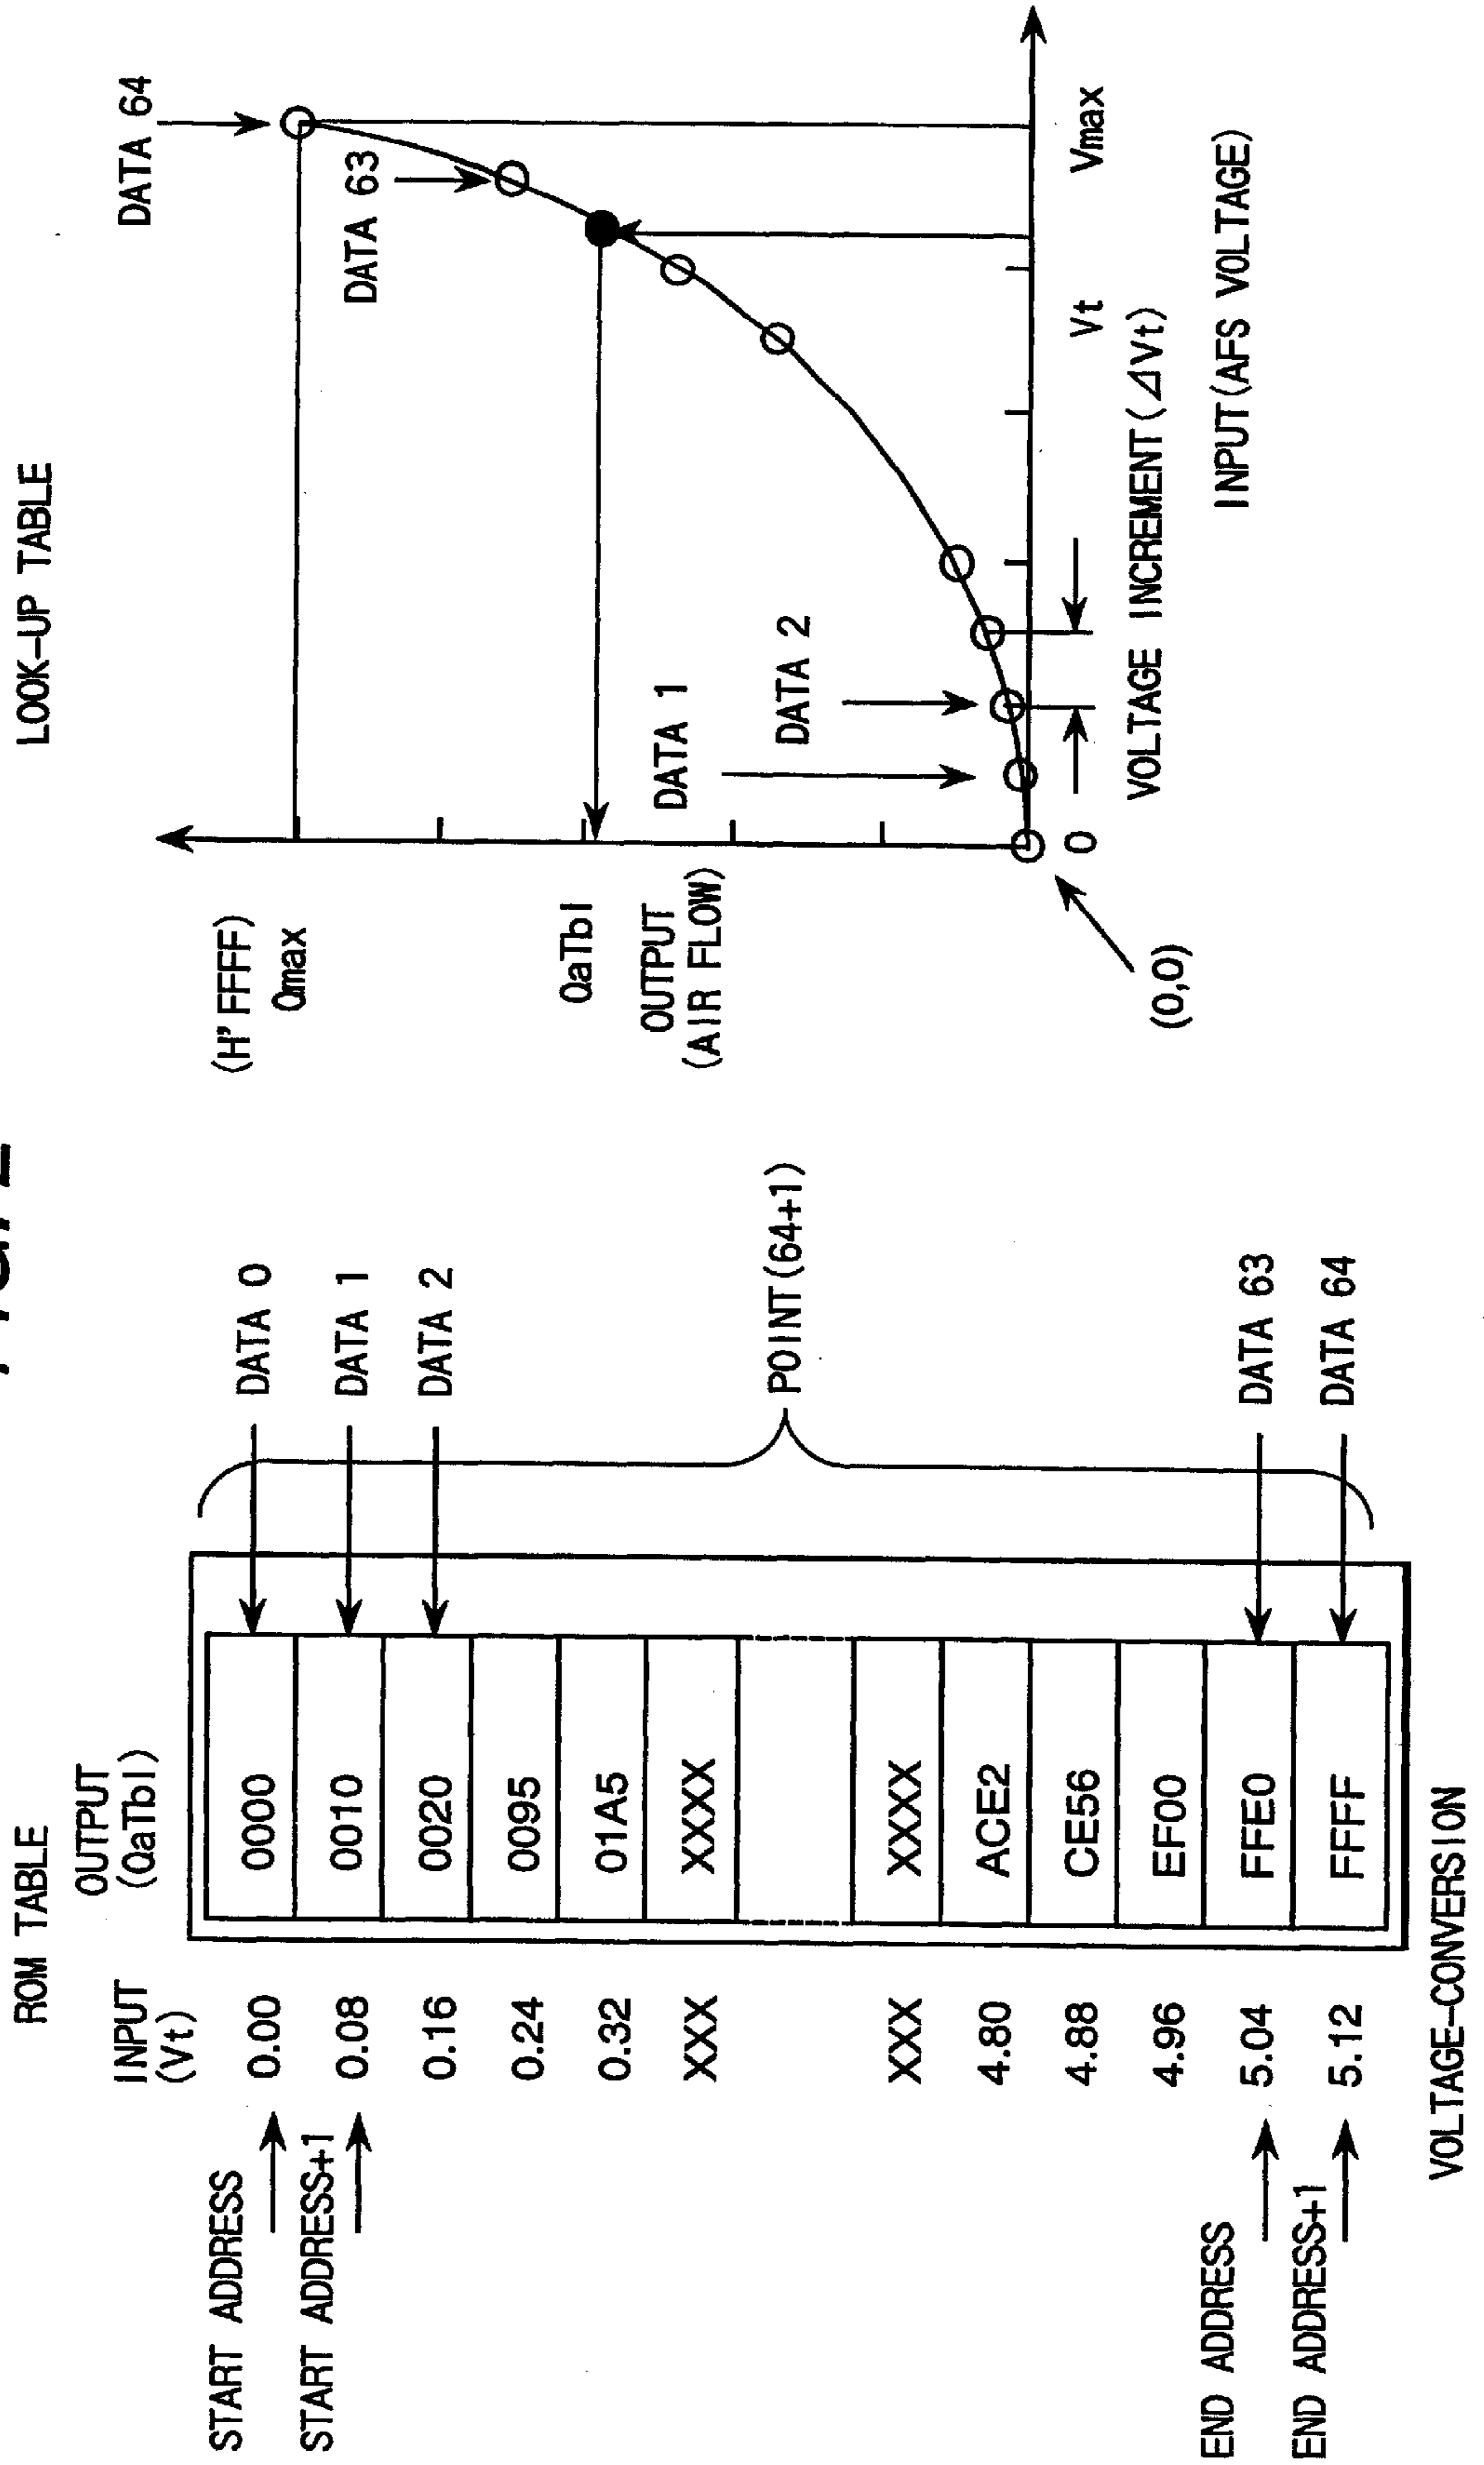 ROM TABLE
INPUT
(Vt)
OUTPUT
(QaTbl)
START ADDRESS
0.00
0000
DATA 0
START ADDRESS+1
0.08
0010
DATA 1
0.16
0020
DATA 2
0.24
0095
0.32
01A5
XXX
XXXX
POINT(64+1)
XXX
XXXX
4.80
ACE2
4.88
CE56
4.96
EF00
END ADDRESS
5.04
FFE0
DATA 63
END ADDRESS+1
5.12
FFFF
DATA 64
VOLTAGE-CONVERSION
LOOK-UP TABLE
DATA 64
(H'FFFF)
Qmax
DATA 63
QaTbl
OUTPUT
(AIR FLOW)
DATA 1
DATA 2
0
Vt
Vmax
(0,0)
VOLTAGE INCREMENT(ΔVt)
INPUT(AFS VOLTAGE)